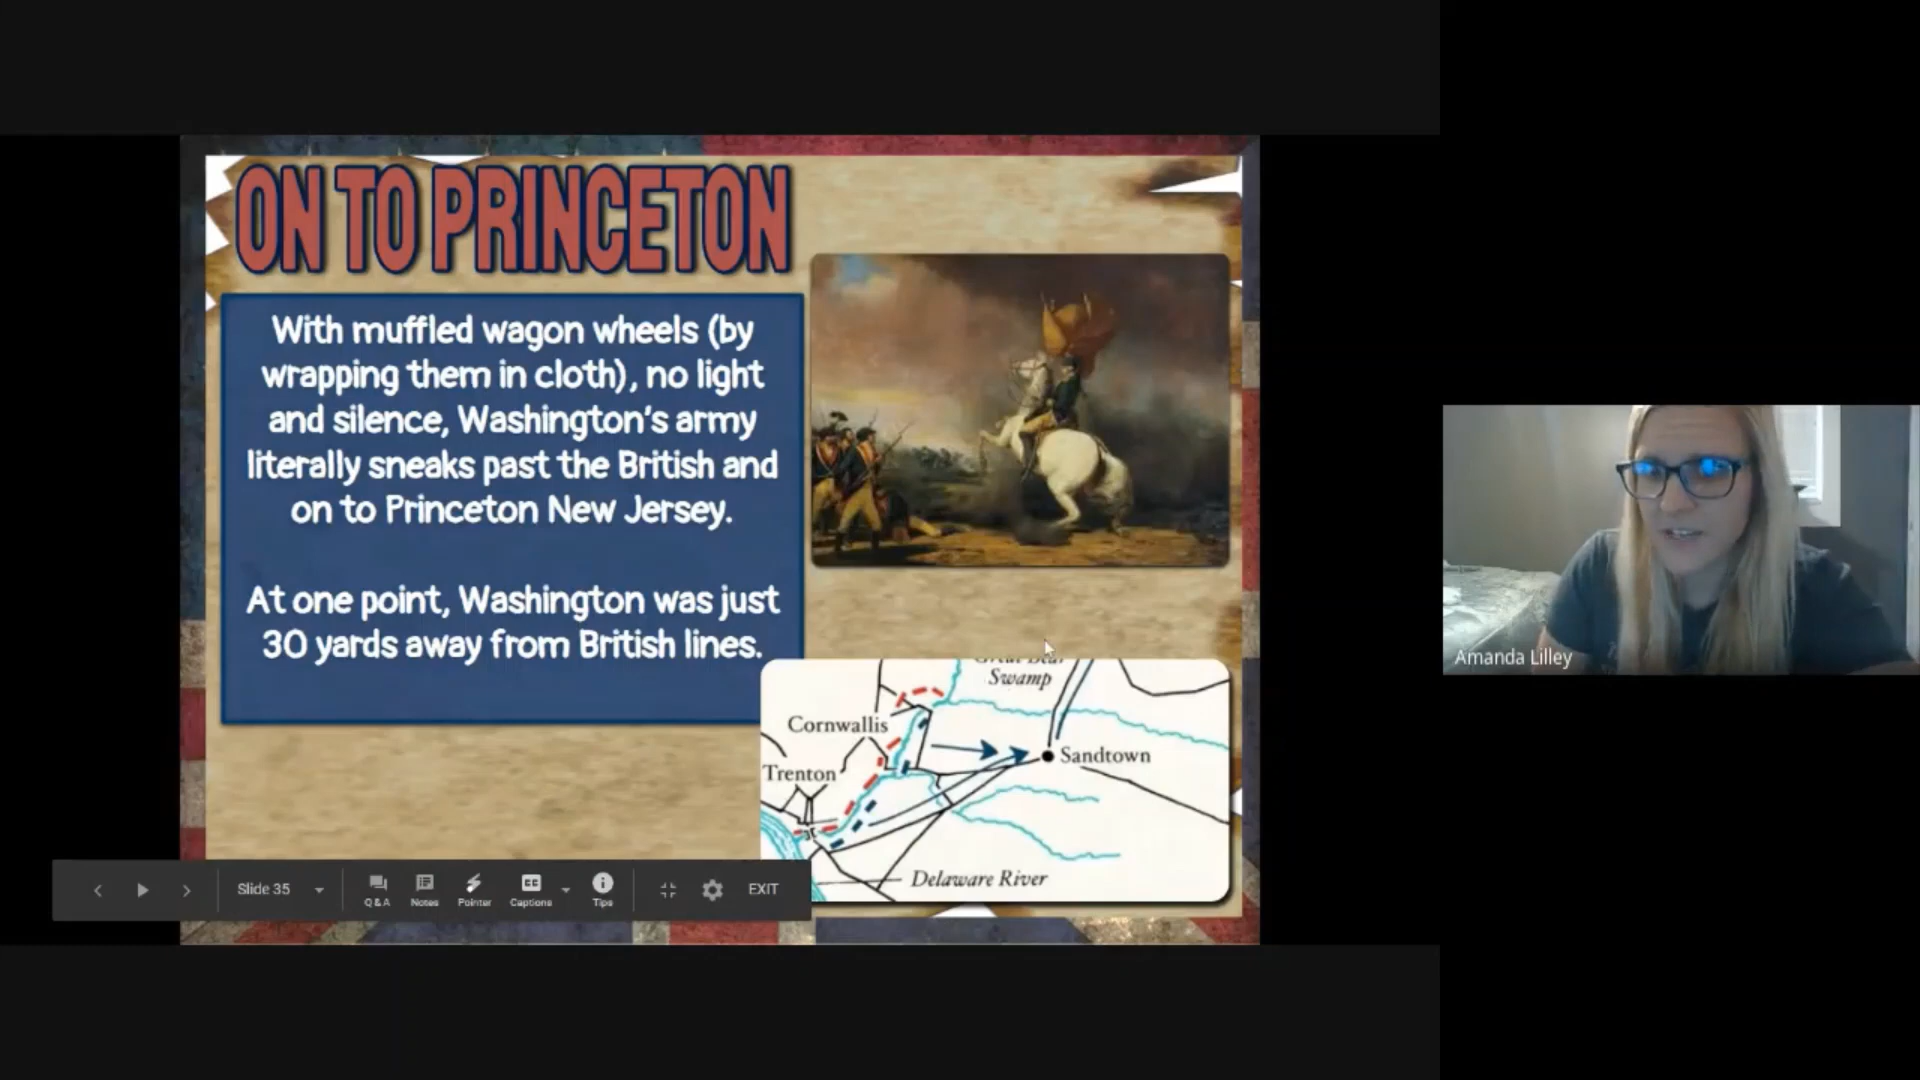 ON TO PRINCETON
With muffled wagon wheels (by
wrapping them in cloth), no light
and silence, Washington's army
literally sneaks past the British and
on to Princeton New Jersey.
At one point, Washington was just
30 yards away from British lines.
Swamp
Cornwallis
Sandtown
Trenton
Delaware River
Slide 35
Q&A
Notes
Pointer
CC
Captions
Tips
EXIT
Amanda Lilley